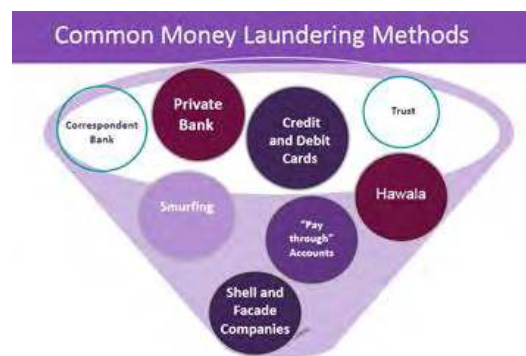 Common Money Laundering Methods
Correspondent
Bank
Private
Bank
Credit
and Debit
Cards
Trust
Smurfing
"Pay
through"
Accounts
Hawala
Shell and
Facade
Companies